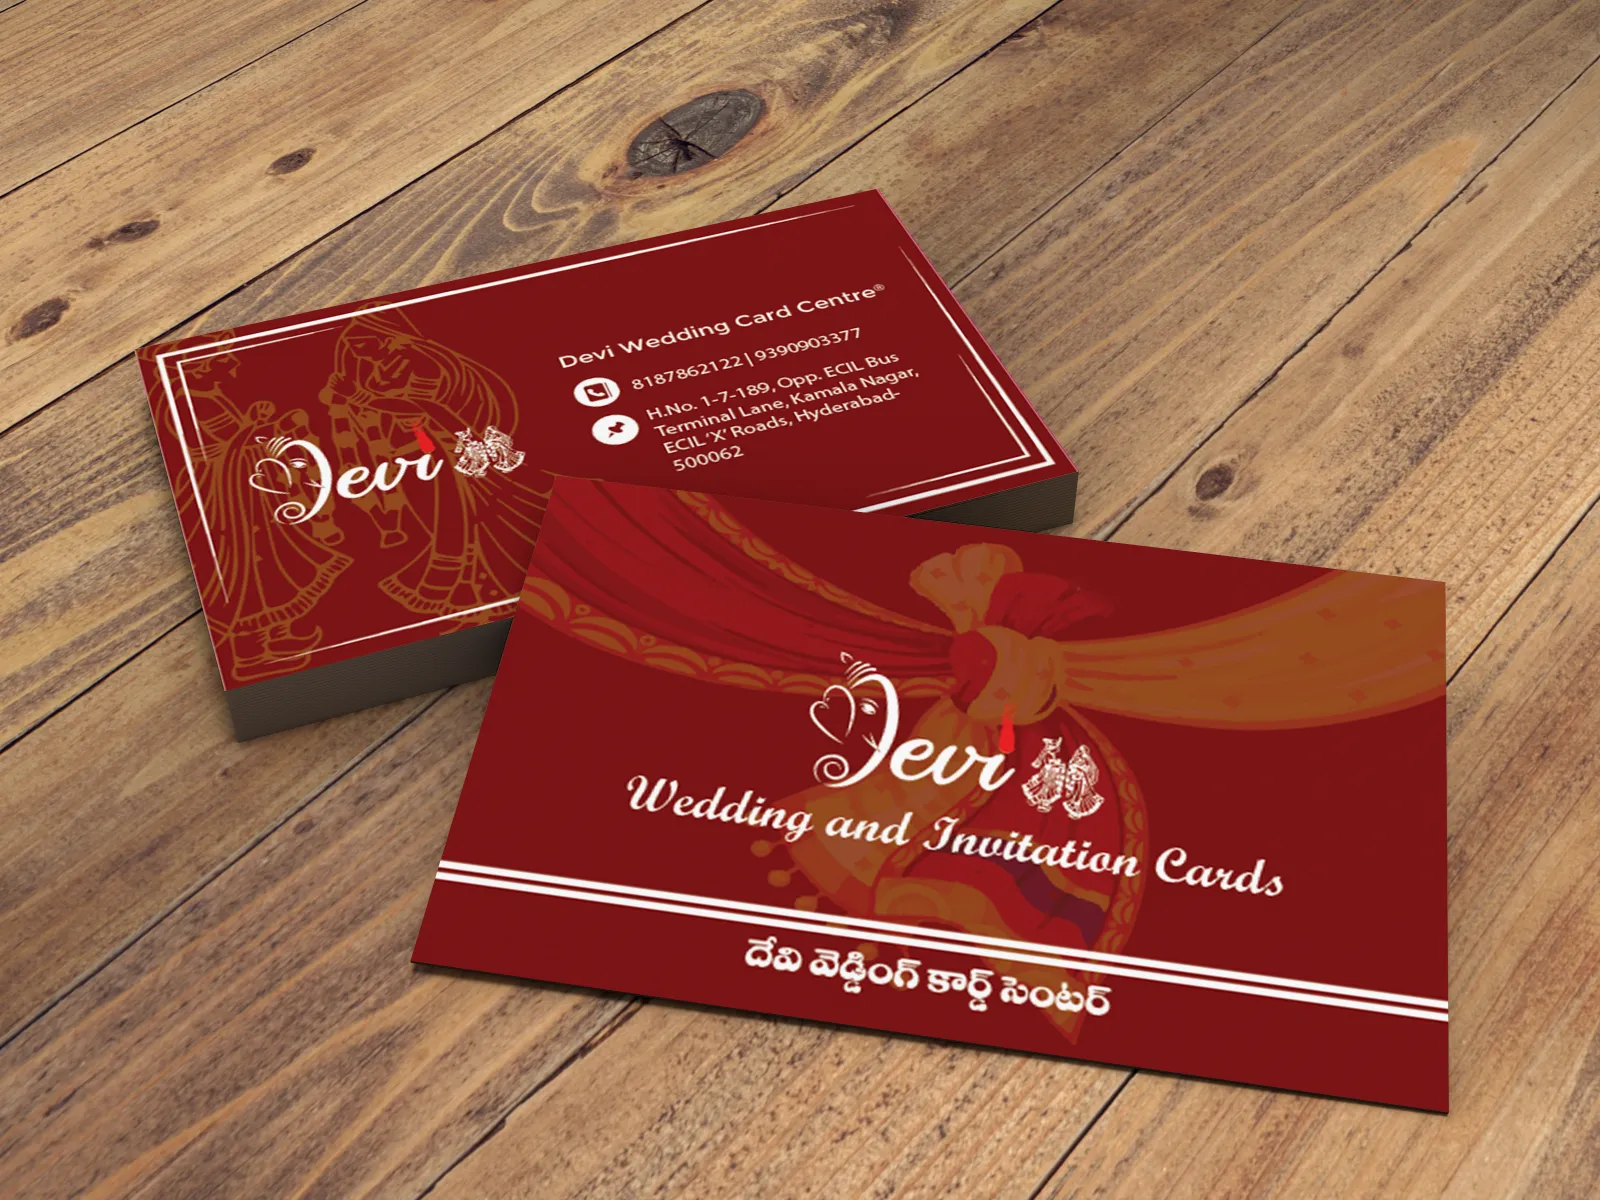 Devi Wedding Card Centre®
8187862122 | 9390903377
H.No. 1-7-189, Opp. ECIL Bus
Terminal Lane, Kamala Nagar,
ECIL 'X' Roads, Hyderabad-
500062
Devi
Devi
Wedding and Invitation Cards
దేవి వెడ్డింగ్ కార్డ్ సెంటర్